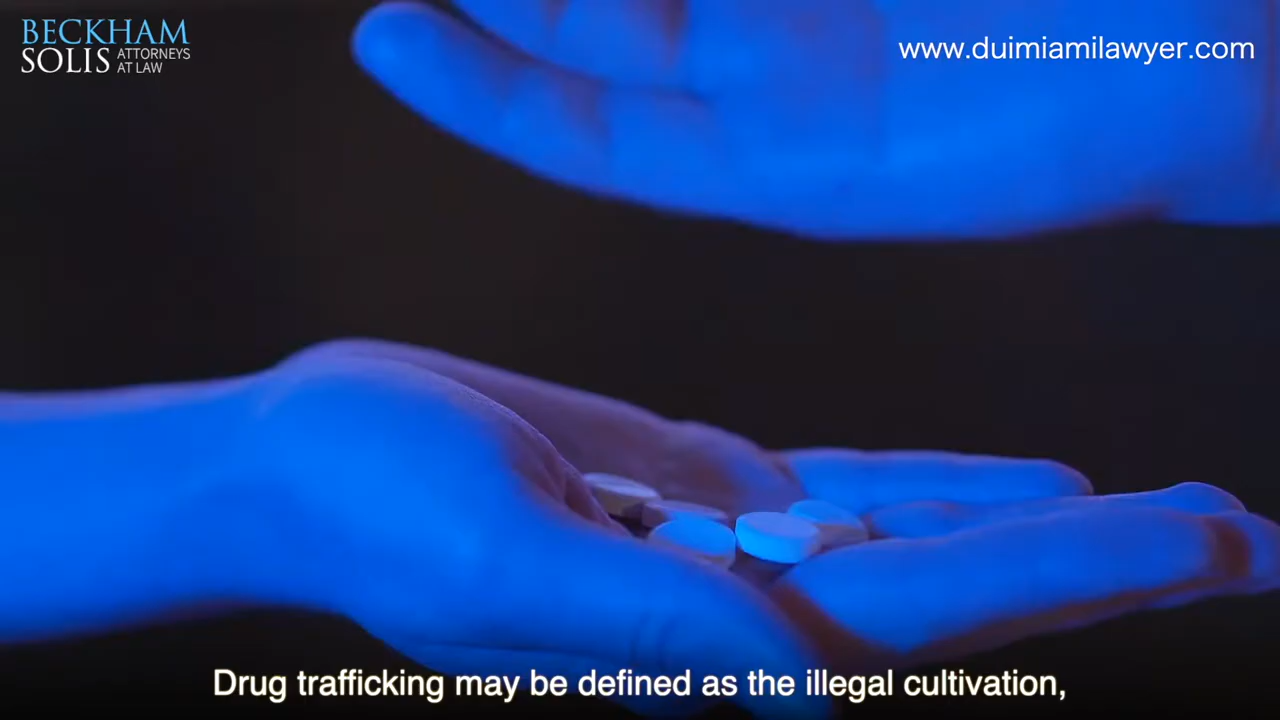 BECKHAM
SOLIS ATTORNEYS AT LAW
www.duimiamilawyer.com
Drug trafficking may be defined as the illegal cultivation,